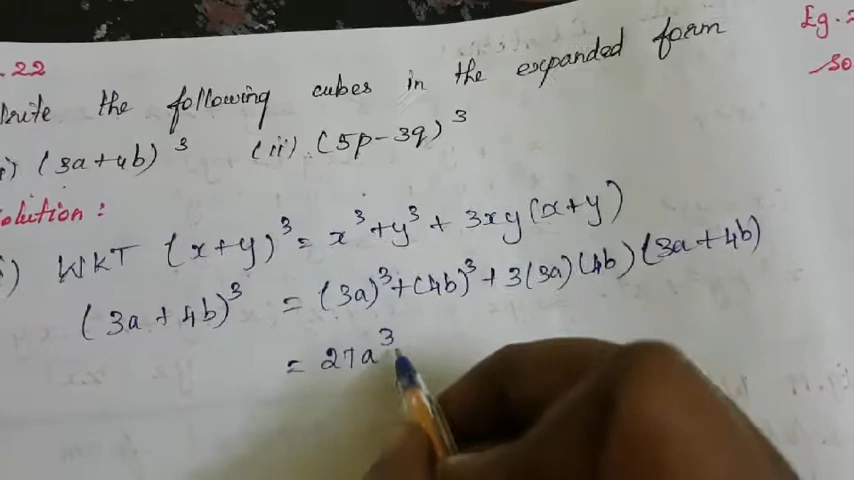 .22 Eg.
Write the following cubes in the expanded form
i) (3a+4b)³ (ii) (5p-3q)³ So
olution :
i) WKT (x+y)³ = x³+y³ + 3xy(x+y)
(3a + 4b)³ = (3a)³+(4b)³ + 3(3a)(4b)(3a+4b)
= 27a³